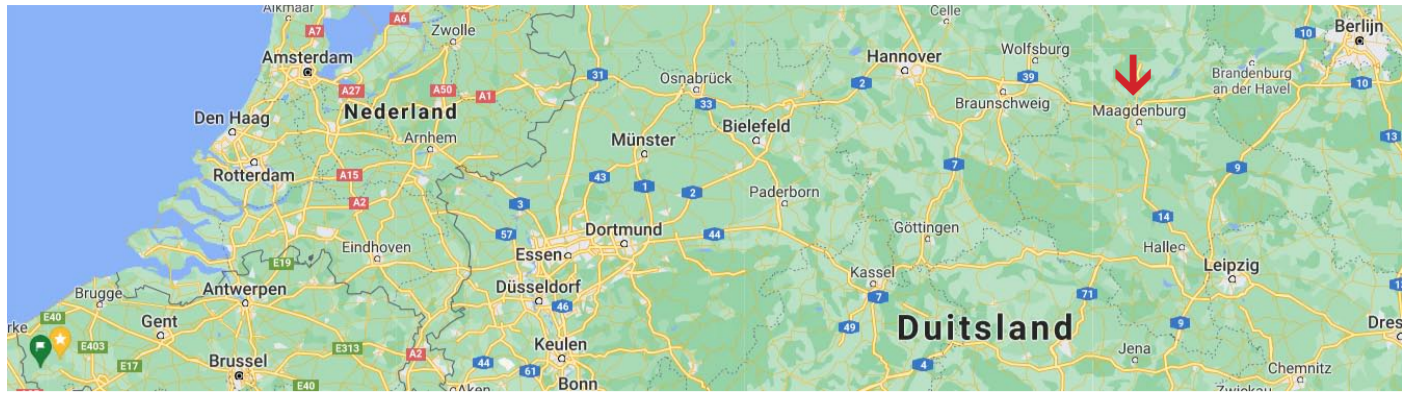 Alkmaar
A7
A6
Zwolle
Amsterdam
A27
A50
A1
Nederland
Den Haag
Arnhem
Rotterdam
A15
A2
Eindhoven
E19
Brugge
Antwerpen
E40
rke
Gent
E403
E17
Brussel
E313
A2
E40
31
Osnabrück
33
2
Bielefeld
Münster
43
1
2
Paderborn
3
57
Dortmund
44
Essen
Düsseldorf
46
Keulen
44
61
Bonn
Aken
Celle
Hannover
Wolfsburg
39
Braunschweig
7
Göttingen
Kassel
7
49
71
Duitsland
4
Maagdenburg
14
Halle
Leipzig
9
9
Jena
Chemnitz
Zwickau
Dres
10
Berlijn
Brandenburg
an der Havel
10
13